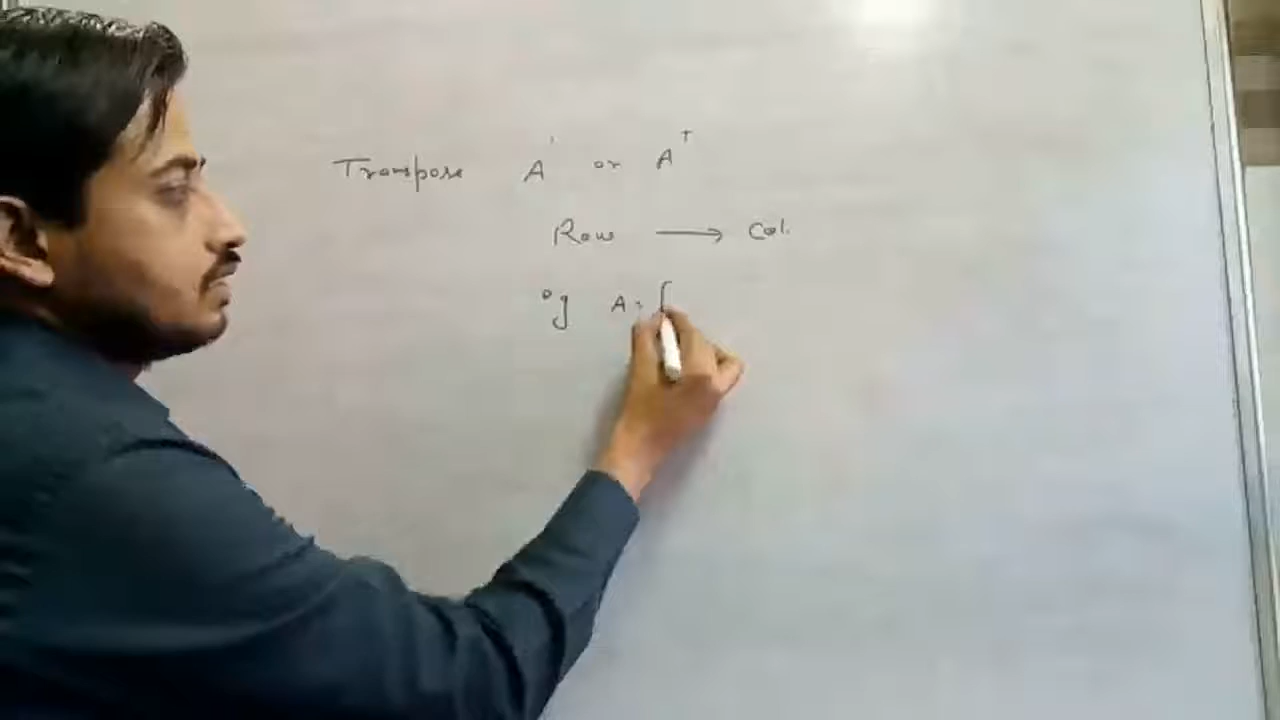 Transpose A' or A^T
Row → Col.
eg A = [